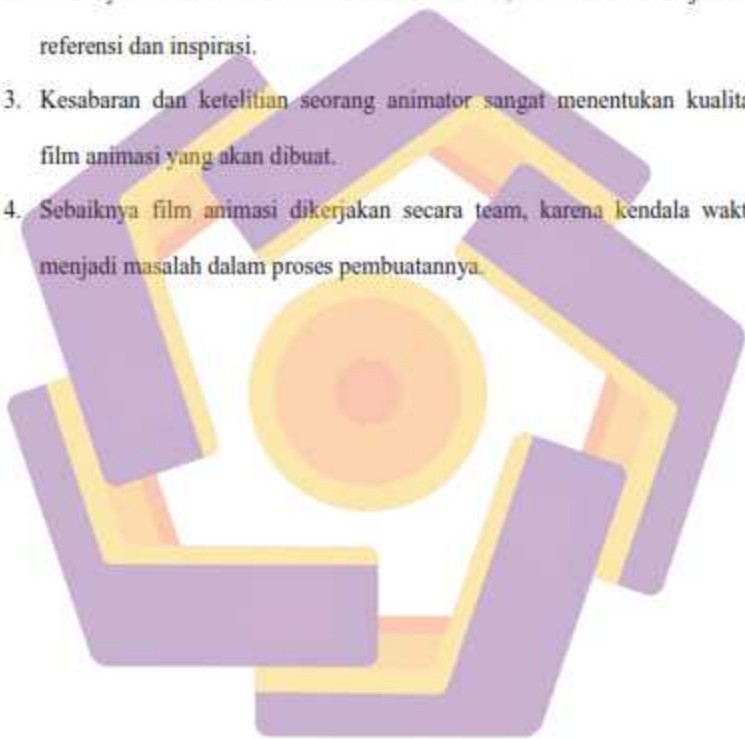 referensi dan inspirasi.
3. Kesabaran dan ketelitian seorang animator sangat menentukan kualita
film animasi yang akan dibuat.
4. Sebaiknya film animasi dikerjakan secara team, karena kendala wakt
menjadi masalah dalam proses pembuatannya.